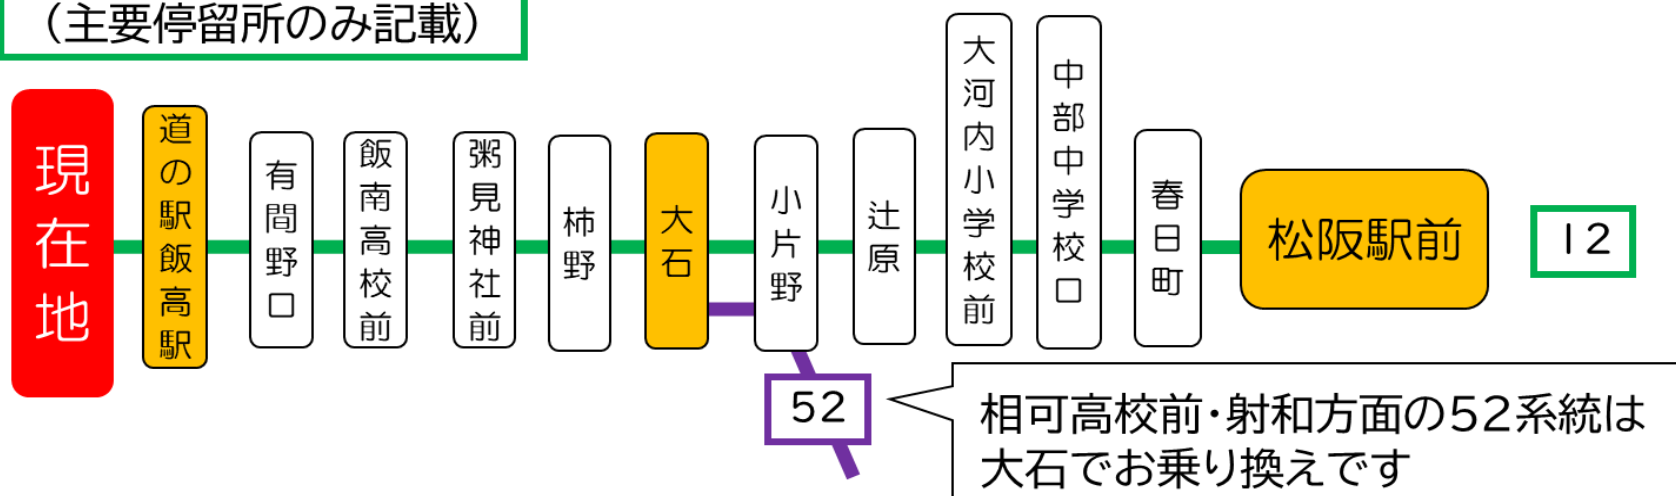 （主要停留所のみ記載）
現在地
道の駅飯高駅
有間野口
飯南高校前
粥見神社前
柿野
大石
小片野
辻原
大河内小学校前
中部中学校口
春日町
松阪駅前
12
52
相可高校前・射和方面の52系統は
大石でお乗り換えです